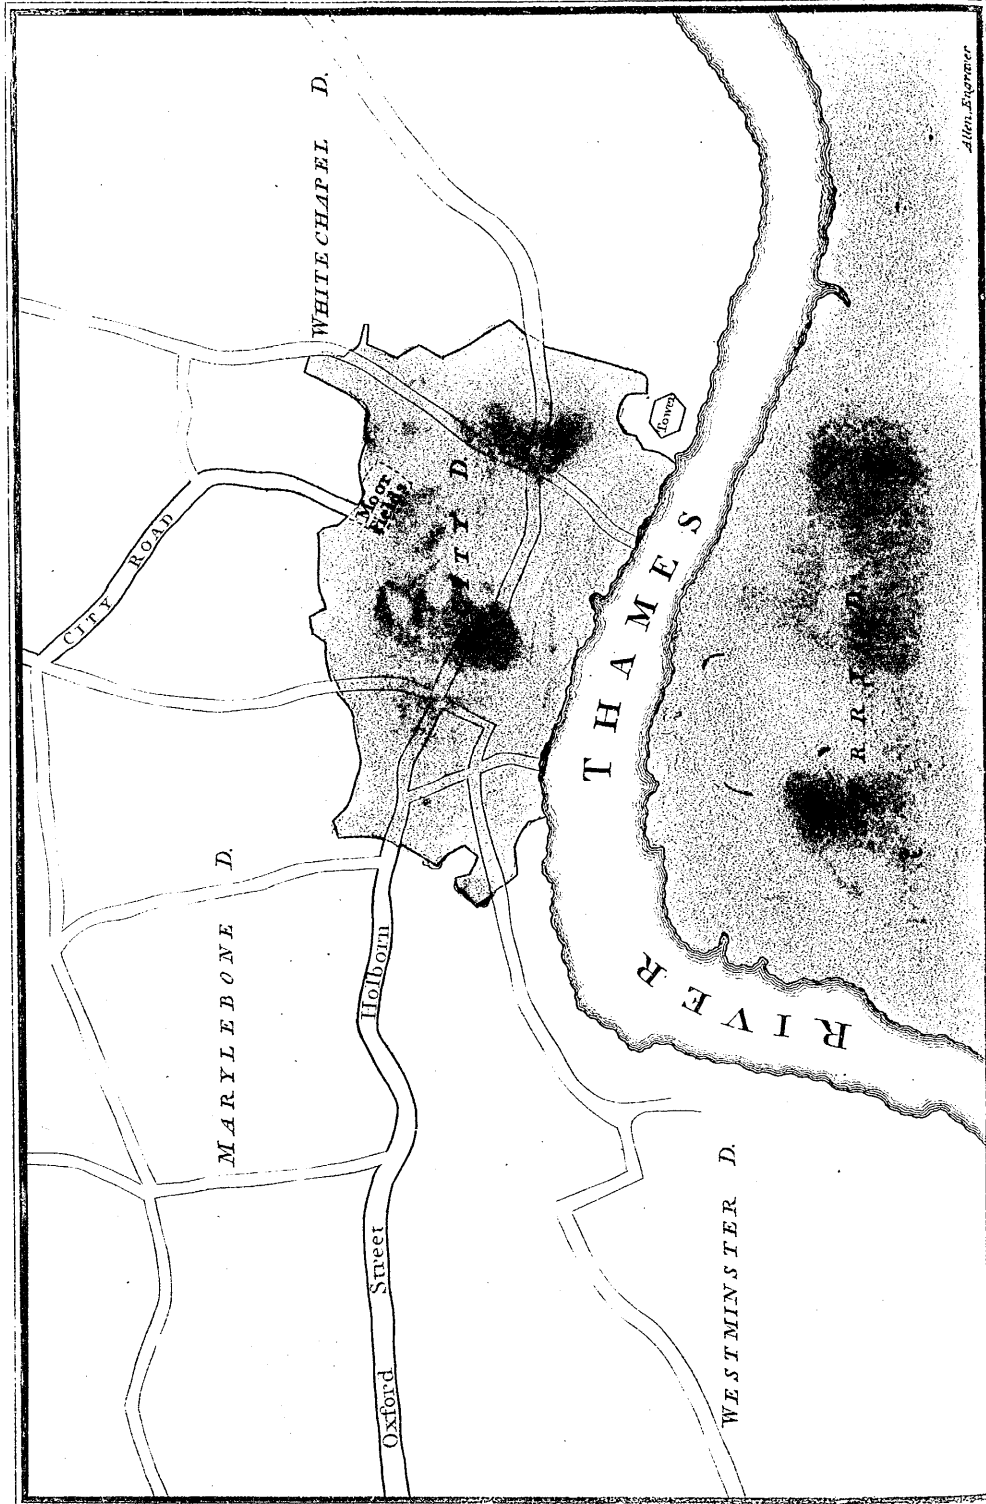 WHITECHAPEL D.
CITY ROAD
Moor
Fields
Tower
MARYLEBONE D.
Holborn
Oxford Street
RIVER THAMES
WESTMINSTER D.
Allen Engraver